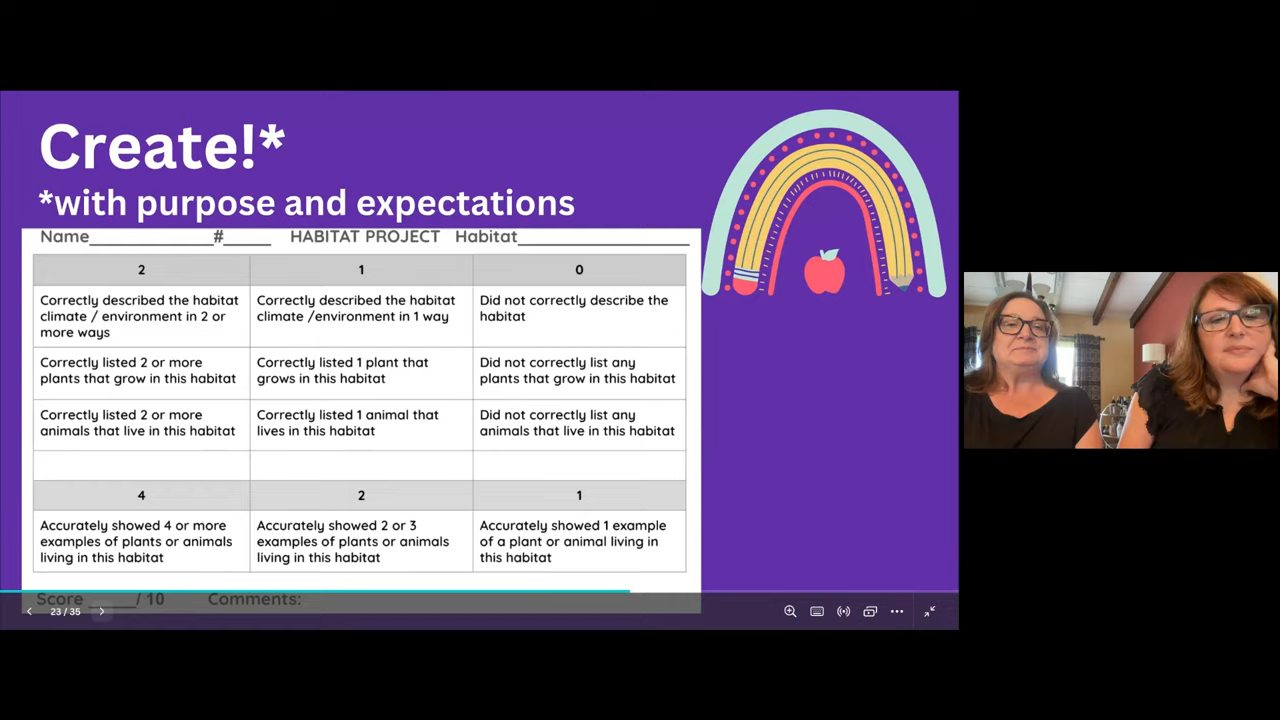 Create!*
*with purpose and expectations
Name______________#_____ HABITAT PROJECT Habitat__________________
2 1 0
Correctly described the habitat climate / environment in 2 or more ways
Correctly described the habitat climate /environment in 1 way
Did not correctly describe the habitat
Correctly listed 2 or more plants that grow in this habitat
Correctly listed 1 plant that grows in this habitat
Did not correctly list any plants that grow in this habitat
Correctly listed 2 or more animals that live in this habitat
Correctly listed 1 animal that lives in this habitat
Did not correctly list any animals that live in this habitat
4 2 1
Accurately showed 4 or more examples of plants or animals living in this habitat
Accurately showed 2 or 3 examples of plants or animals living in this habitat
Accurately showed 1 example of a plant or animal living in this habitat
Score _____/ 10 Comments:
23 / 35